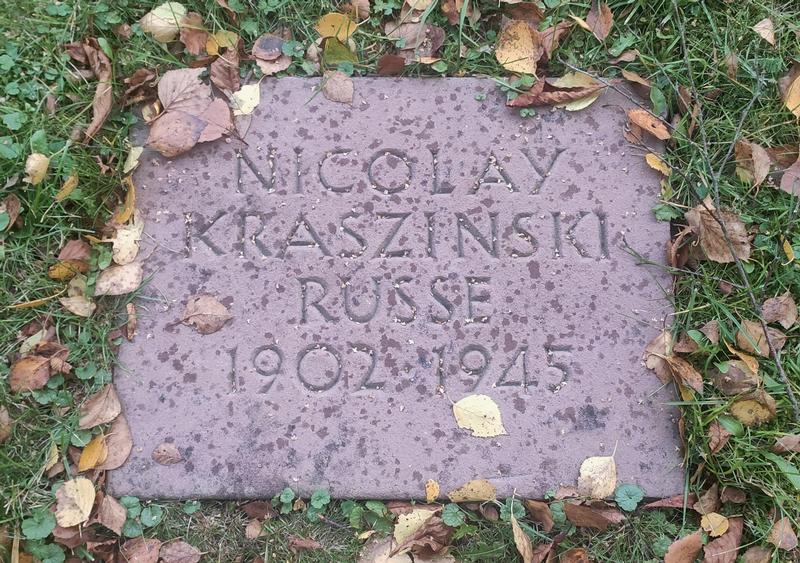 NICOLAY
KRASZINSKI
RUSSE
1902·1945